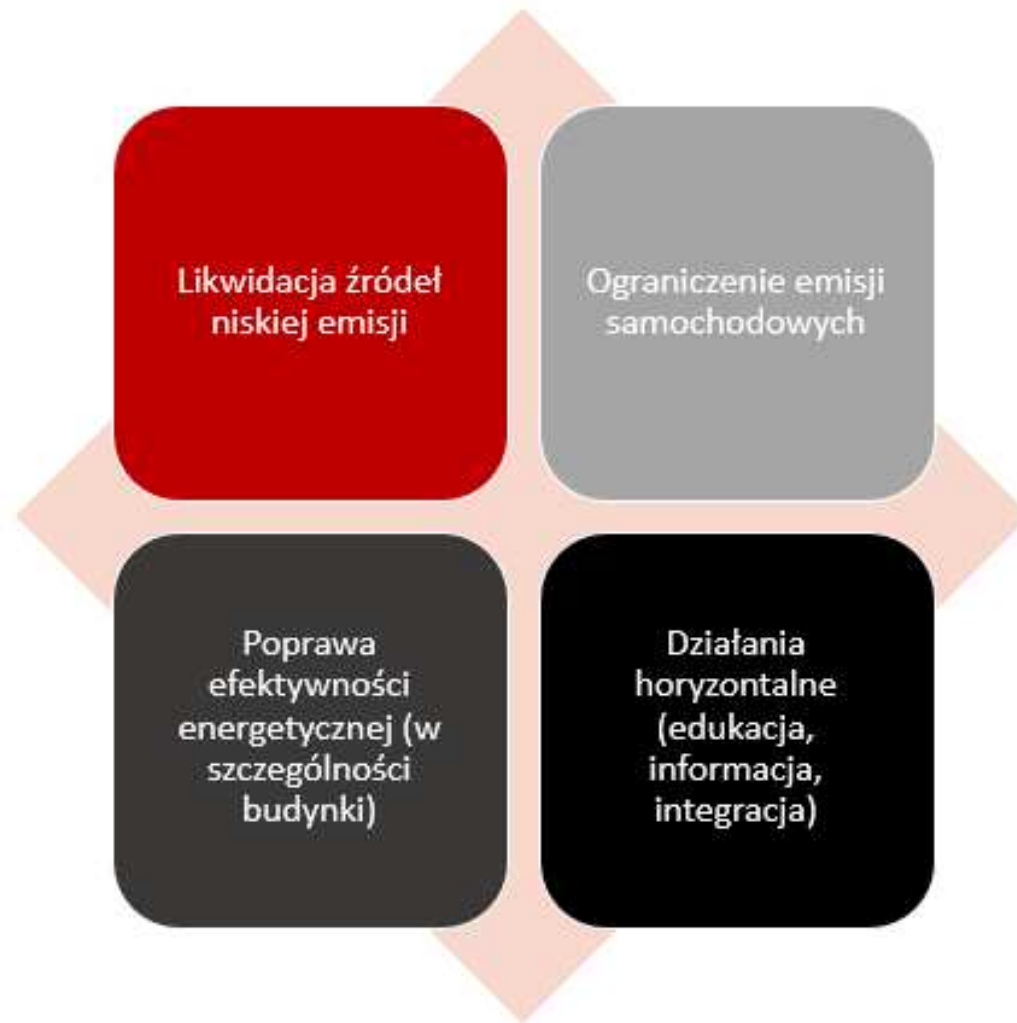 Likwidacja źródeł
niskiej emisji
Ograniczenie emisji
samochodowych
Poprawa
efektywności
energetycznej (w
szczególności
budynki)
Działania
horyzontalne
(edukacja,
informacja,
integracja)